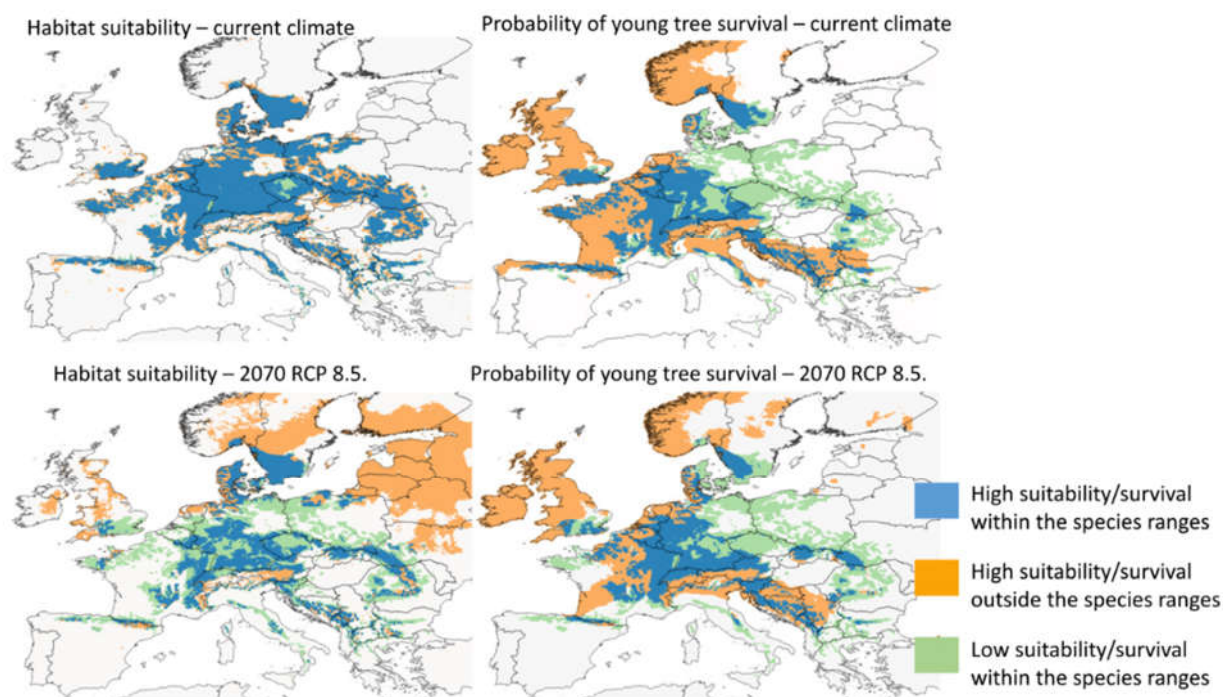 Habitat suitability – current climate
Probability of young tree survival – current climate
Habitat suitability – 2070 RCP 8.5.
Probability of young tree survival – 2070 RCP 8.5.
High suitability/survival
within the species ranges
High suitability/survival
outside the species ranges
Low suitability/survival
within the species ranges